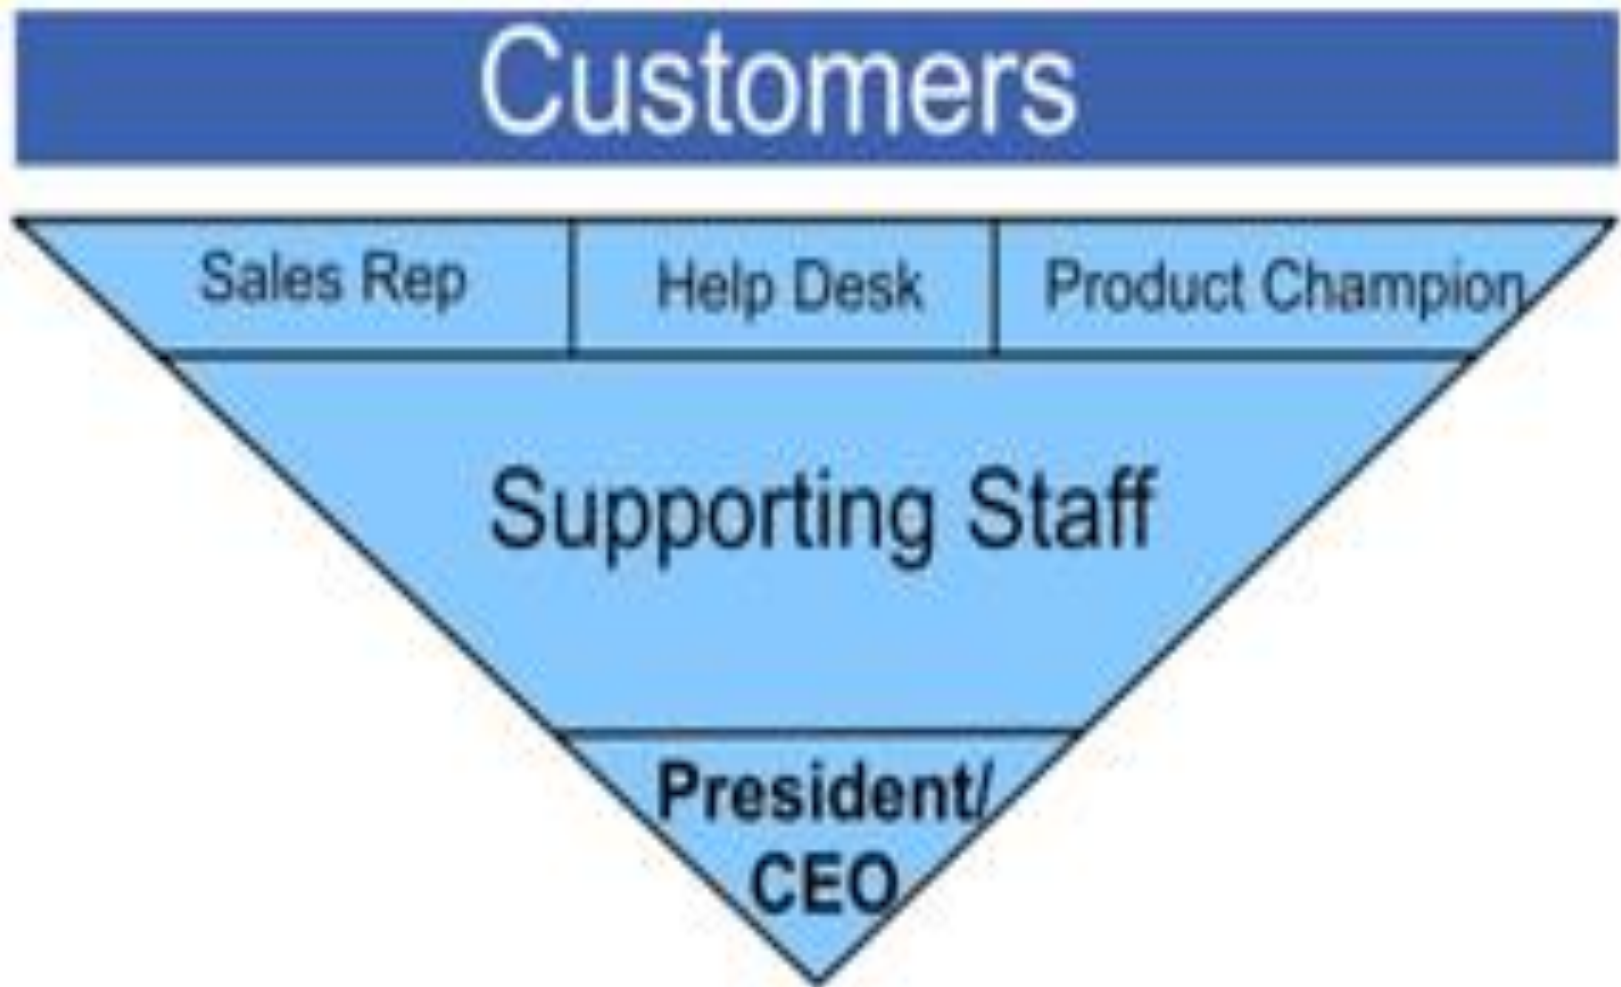 Customers
Sales Rep Help Desk Product Champion
Supporting Staff
President/
CEO